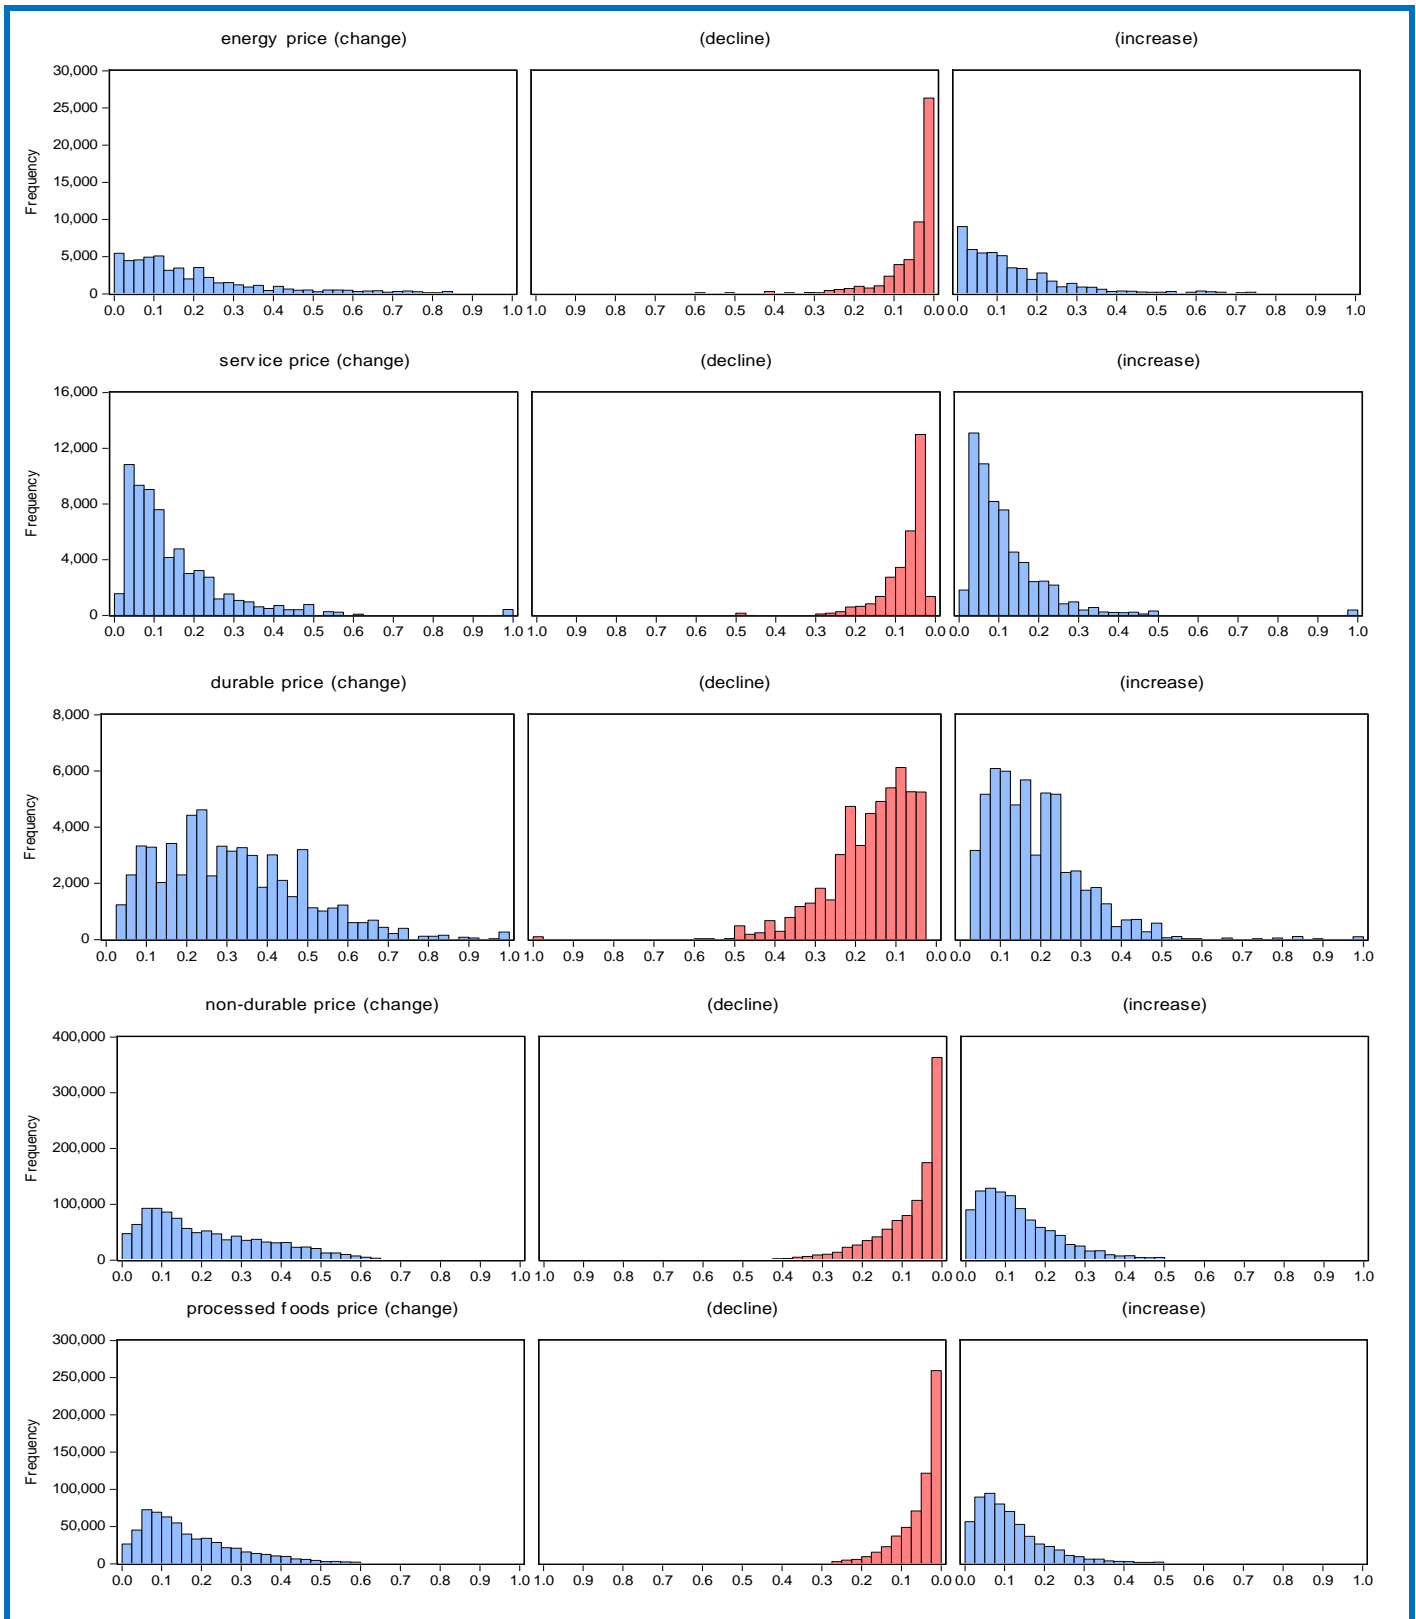 energy price (change) (decline) (increase)
30,000
25,000
20,000
15,000
10,000
5,000
0
Frequency
0.0 0.1 0.2 0.3 0.4 0.5 0.6 0.7 0.8 0.9 1.0 1.0 0.9 0.8 0.7 0.6 0.5 0.4 0.3 0.2 0.1 0.0 0.0 0.1 0.2 0.3 0.4 0.5 0.6 0.7 0.8 0.9 1.0
service price (change) (decline) (increase)
16,000
12,000
8,000
4,000
0
Frequency
0.0 0.1 0.2 0.3 0.4 0.5 0.6 0.7 0.8 0.9 1.0 1.0 0.9 0.8 0.7 0.6 0.5 0.4 0.3 0.2 0.1 0.0 0.0 0.1 0.2 0.3 0.4 0.5 0.6 0.7 0.8 0.9 1.0
durable price (change) (decline) (increase)
8,000
6,000
4,000
2,000
0
Frequency
0.0 0.1 0.2 0.3 0.4 0.5 0.6 0.7 0.8 0.9 1.0 1.0 0.9 0.8 0.7 0.6 0.5 0.4 0.3 0.2 0.1 0.0 0.0 0.1 0.2 0.3 0.4 0.5 0.6 0.7 0.8 0.9 1.0
non-durable price (change) (decline) (increase)
400,000
300,000
200,000
100,000
0
Frequency
0.0 0.1 0.2 0.3 0.4 0.5 0.6 0.7 0.8 0.9 1.0 1.0 0.9 0.8 0.7 0.6 0.5 0.4 0.3 0.2 0.1 0.0 0.0 0.1 0.2 0.3 0.4 0.5 0.6 0.7 0.8 0.9 1.0
processed foods price (change) (decline) (increase)
300,000
250,000
200,000
150,000
100,000
50,000
0
Frequency
0.0 0.1 0.2 0.3 0.4 0.5 0.6 0.7 0.8 0.9 1.0 1.0 0.9 0.8 0.7 0.6 0.5 0.4 0.3 0.2 0.1 0.0 0.0 0.1 0.2 0.3 0.4 0.5 0.6 0.7 0.8 0.9 1.0